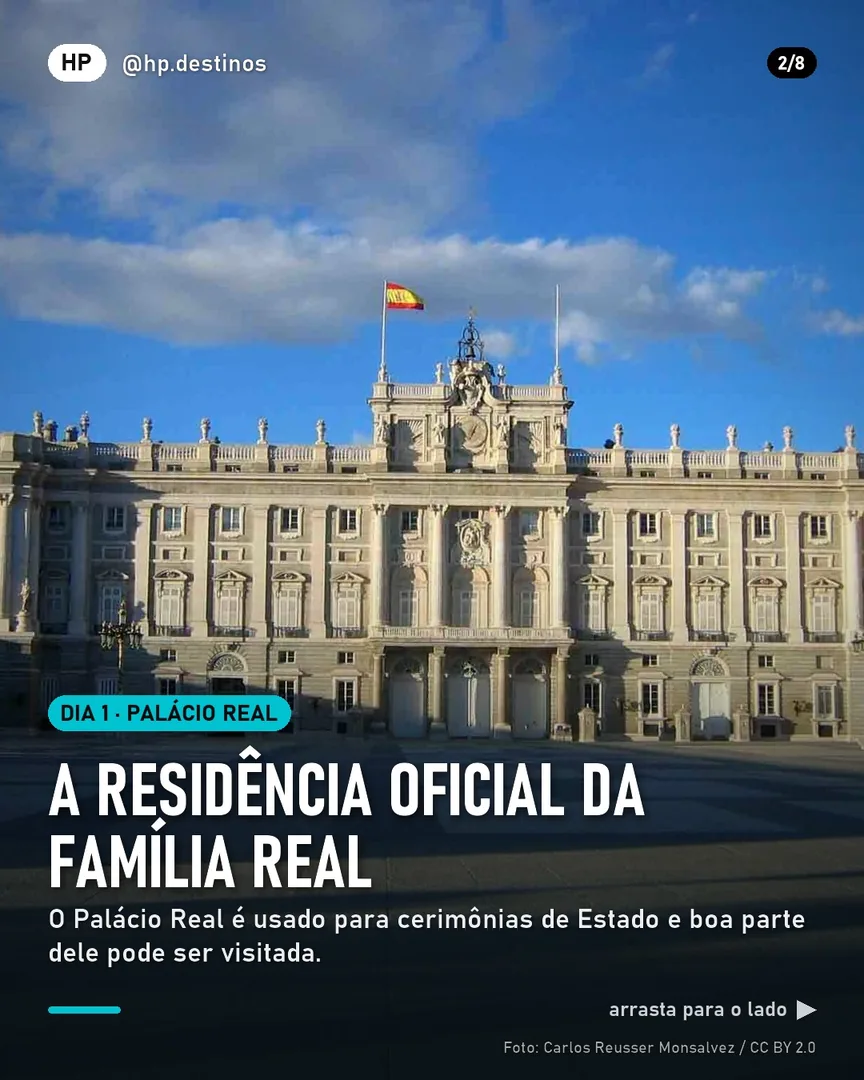 HP @hp.destinos 2/8
DIA 1 · PALÁCIO REAL
A RESIDÊNCIA OFICIAL DA
FAMÍLIA REAL
O Palácio Real é usado para cerimônias de Estado e boa parte
dele pode ser visitada.
arrasta para o lado ▶
Foto: Carlos Reusser Monsalvez / CC BY 2.0